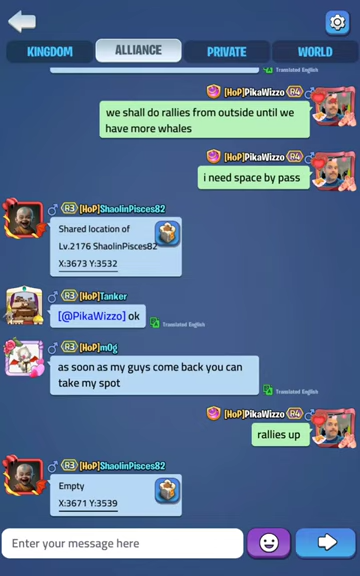 KINGDOM
ALLIANCE
PRIVATE
WORLD
Translated English
[HoP]PikaWizzo R4
we shall do rallies from outside until we
have more whales
[HoP]PikaWizzo R4
i need space by pass
R3 [HoP]ShaolinPisces82
Shared location of
Lv.2176 ShaolinPisces82
X:3673 Y:3532
R3 [HoP]Tanker
[@PikaWizzo] ok
Translated English
R3 [HoP]m0g
as soon as my guys come back you can
take my spot
Translated English
[HoP]PikaWizzo R4
rallies up
R3 [HoP]ShaolinPisces82
Empty
X:3671 Y:3539
Enter your message here